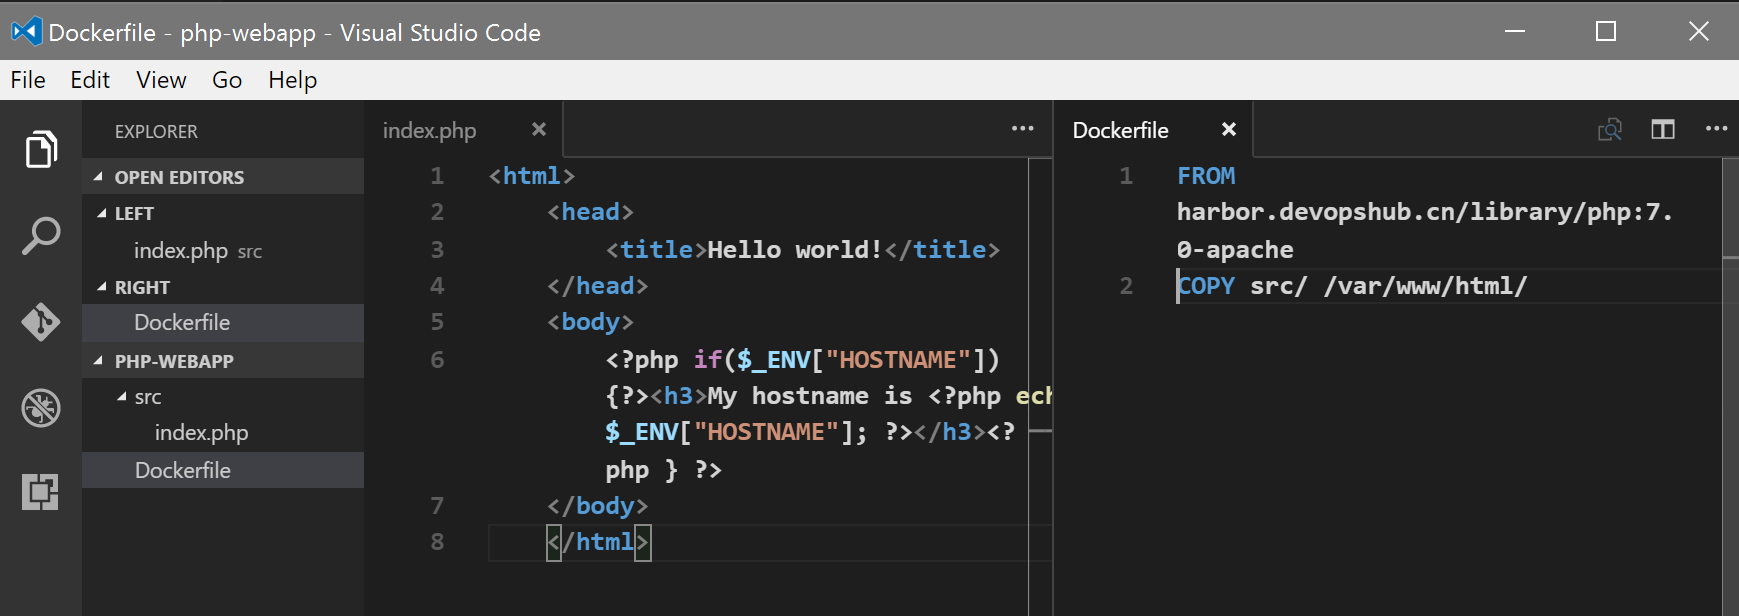 Dockerfile - php-webapp - Visual Studio Code
File Edit View Go Help
EXPLORER
OPEN EDITORS
LEFT
index.php src
RIGHT
Dockerfile
PHP-WEBAPP
src
index.php
Dockerfile
index.php
1 <html>
2 <head>
3 <title>Hello world!</title>
4 </head>
5 <body>
6 <?php if($_ENV["HOSTNAME"])
{?><h3>My hostname is <?php ech
$_ENV["HOSTNAME"]; ?></h3><?
php } ?>
7 </body>
8 </html>
Dockerfile
1 FROM
harbor.devopshub.cn/library/php:7.
0-apache
2 COPY src/ /var/www/html/